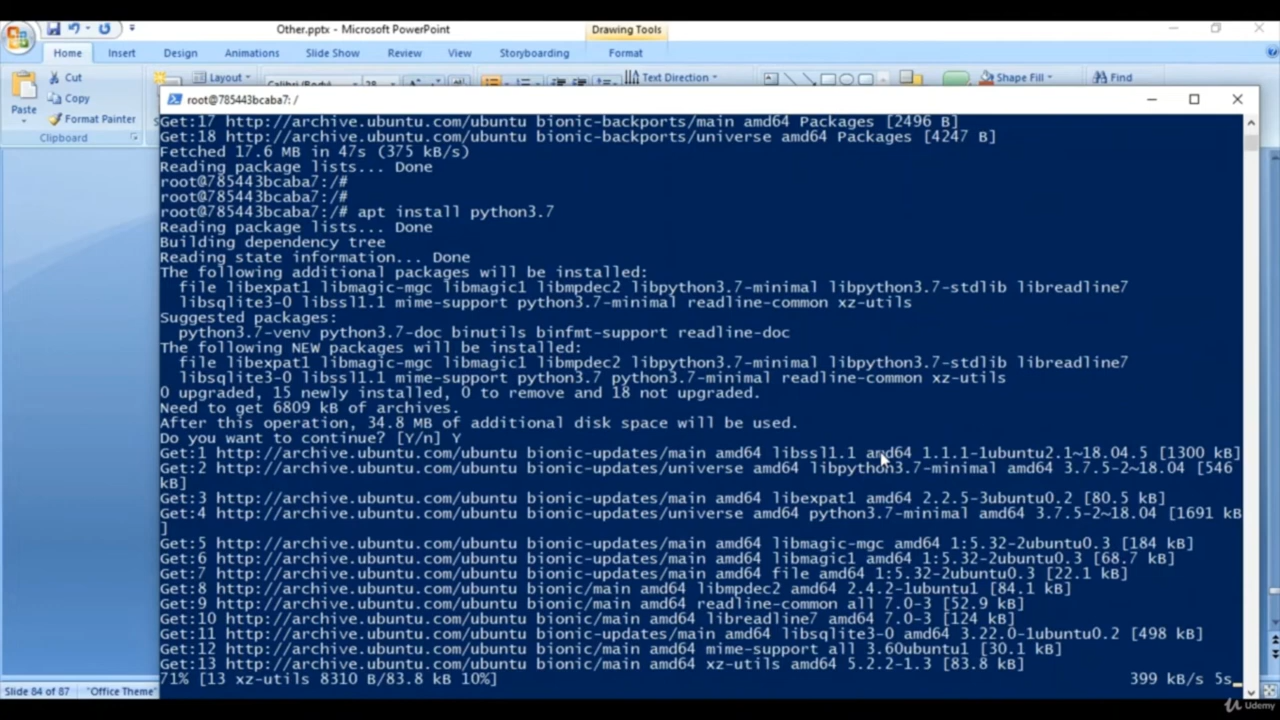 Other.pptx - Microsoft PowerPoint
Drawing Tools
Home Insert Design Animations Slide Show Review View Storyboarding Format
Cut
Layout
Text Direction
Shape Fill
Find
Copy
Paste
Format Painter
Clipboard
root@785443bcaba7: /
Get:17 http://archive.ubuntu.com/ubuntu bionic-backports/main amd64 Packages [2496 B]
Get:18 http://archive.ubuntu.com/ubuntu bionic-backports/universe amd64 Packages [4247 B]
Fetched 17.6 MB in 47s (375 kB/s)
Reading package lists... Done
root@785443bcaba7:/#
root@785443bcaba7:/#
root@785443bcaba7:/# apt install python3.7
Reading package lists... Done
Building dependency tree
Reading state information... Done
The following additional packages will be installed:
file libexpat1 libmagic-mgc libmagic1 libmpdec2 libpython3.7-minimal libpython3.7-stdlib libreadline7
libsqlite3-0 libssl1.1 mime-support python3.7-minimal readline-common xz-utils
Suggested packages:
python3.7-venv python3.7-doc binutils binfmt-support readline-doc
The following NEW packages will be installed:
file libexpat1 libmagic-mgc libmagic1 libmpdec2 libpython3.7-minimal libpython3.7-stdlib libreadline7
libsqlite3-0 libssl1.1 mime-support python3.7 python3.7-minimal readline-common xz-utils
0 upgraded, 15 newly installed, 0 to remove and 18 not upgraded.
Need to get 6809 kB of archives.
After this operation, 34.8 MB of additional disk space will be used.
Do you want to continue? [Y/n] Y
Get:1 http://archive.ubuntu.com/ubuntu bionic-updates/main amd64 libssl1.1 amd64 1.1.1-1ubuntu2.1~18.04.5 [1300 kB]
Get:2 http://archive.ubuntu.com/ubuntu bionic-updates/universe amd64 libpython3.7-minimal amd64 3.7.5-2~18.04 [546
kB]
Get:3 http://archive.ubuntu.com/ubuntu bionic-updates/main amd64 libexpat1 amd64 2.2.5-3ubuntu0.2 [80.5 kB]
Get:4 http://archive.ubuntu.com/ubuntu bionic-updates/universe amd64 python3.7-minimal amd64 3.7.5-2~18.04 [1691 kB
]
Get:5 http://archive.ubuntu.com/ubuntu bionic-updates/main amd64 libmagic-mgc amd64 1:5.32-2ubuntu0.3 [184 kB]
Get:6 http://archive.ubuntu.com/ubuntu bionic-updates/main amd64 libmagic1 amd64 1:5.32-2ubuntu0.3 [68.7 kB]
Get:7 http://archive.ubuntu.com/ubuntu bionic-updates/main amd64 file amd64 1:5.32-2ubuntu0.3 [22.1 kB]
Get:8 http://archive.ubuntu.com/ubuntu bionic/main amd64 libmpdec2 amd64 2.4.2-1ubuntu1 [84.1 kB]
Get:9 http://archive.ubuntu.com/ubuntu bionic/main amd64 readline-common all 7.0-3 [52.9 kB]
Get:10 http://archive.ubuntu.com/ubuntu bionic/main amd64 libreadline7 amd64 7.0-3 [124 kB]
Get:11 http://archive.ubuntu.com/ubuntu bionic-updates/main amd64 libsqlite3-0 amd64 3.22.0-1ubuntu0.2 [498 kB]
Get:12 http://archive.ubuntu.com/ubuntu bionic/main amd64 mime-support all 3.60ubuntu1 [30.1 kB]
Get:13 http://archive.ubuntu.com/ubuntu bionic/main amd64 xz-utils amd64 5.2.2-1.3 [83.8 kB]
71% [13 xz-utils 8310 B/83.8 kB 10%] 399 kB/s 5s
Slide 84 of 87 "Office Theme"
Udemy